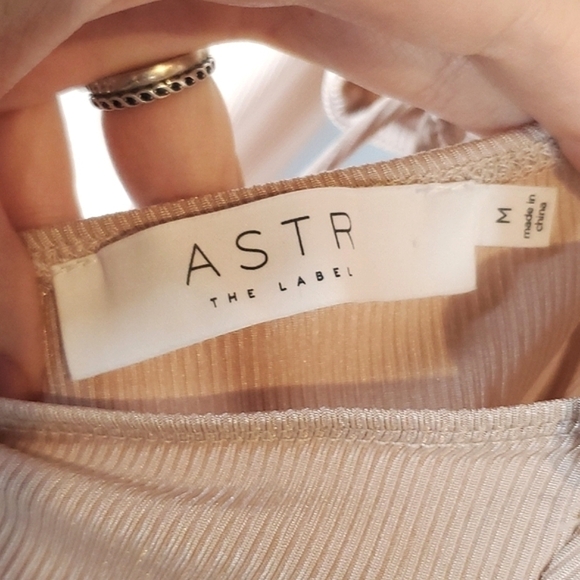 ASTR
THE LABEL
M
made in
china